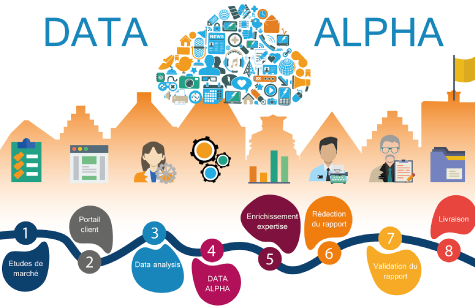 DATA ALPHA
NEWS
1
Etudes de
marché
Portail
client
2
3
Data analysis
4
DATA
ALPHA
Enrichissement
expertise
5
Rédaction
du rapport
6
7
Validation du
rapport
Livraison
8